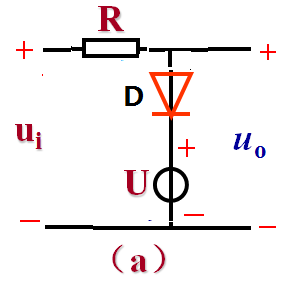 R
+ +
D
uᵢ + uₒ
U
− − −
（a）